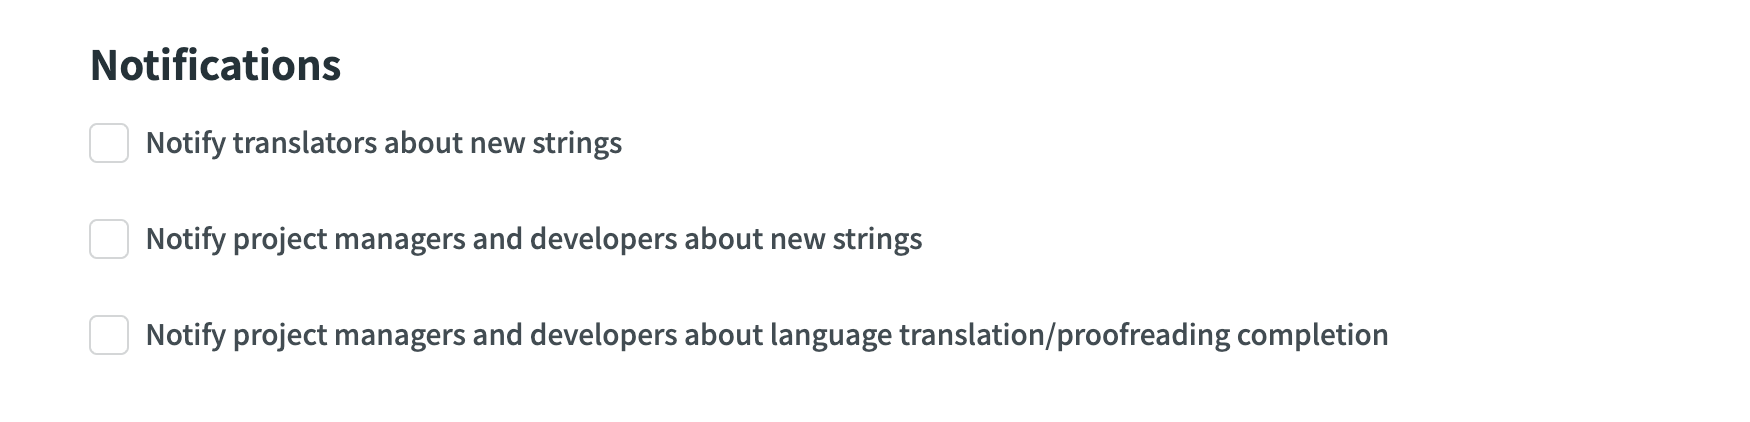 Notifications
Notify translators about new strings
Notify project managers and developers about new strings
Notify project managers and developers about language translation/proofreading completion